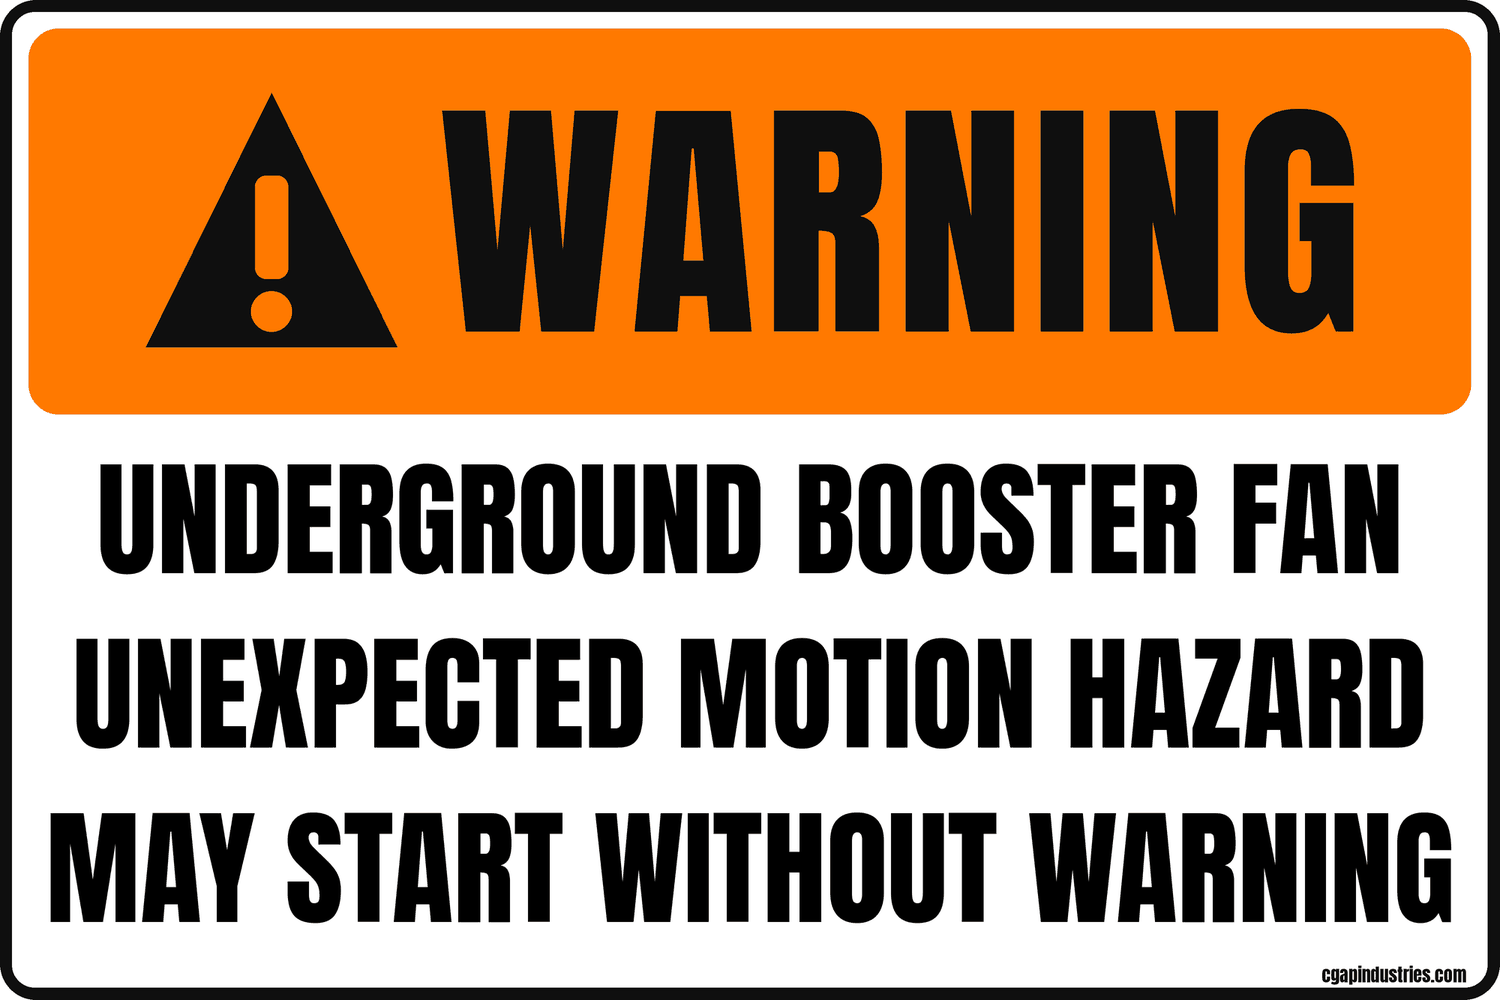 WARNING
UNDERGROUND BOOSTER FAN
UNEXPECTED MOTION HAZARD
MAY START WITHOUT WARNING
cgapindustries.com